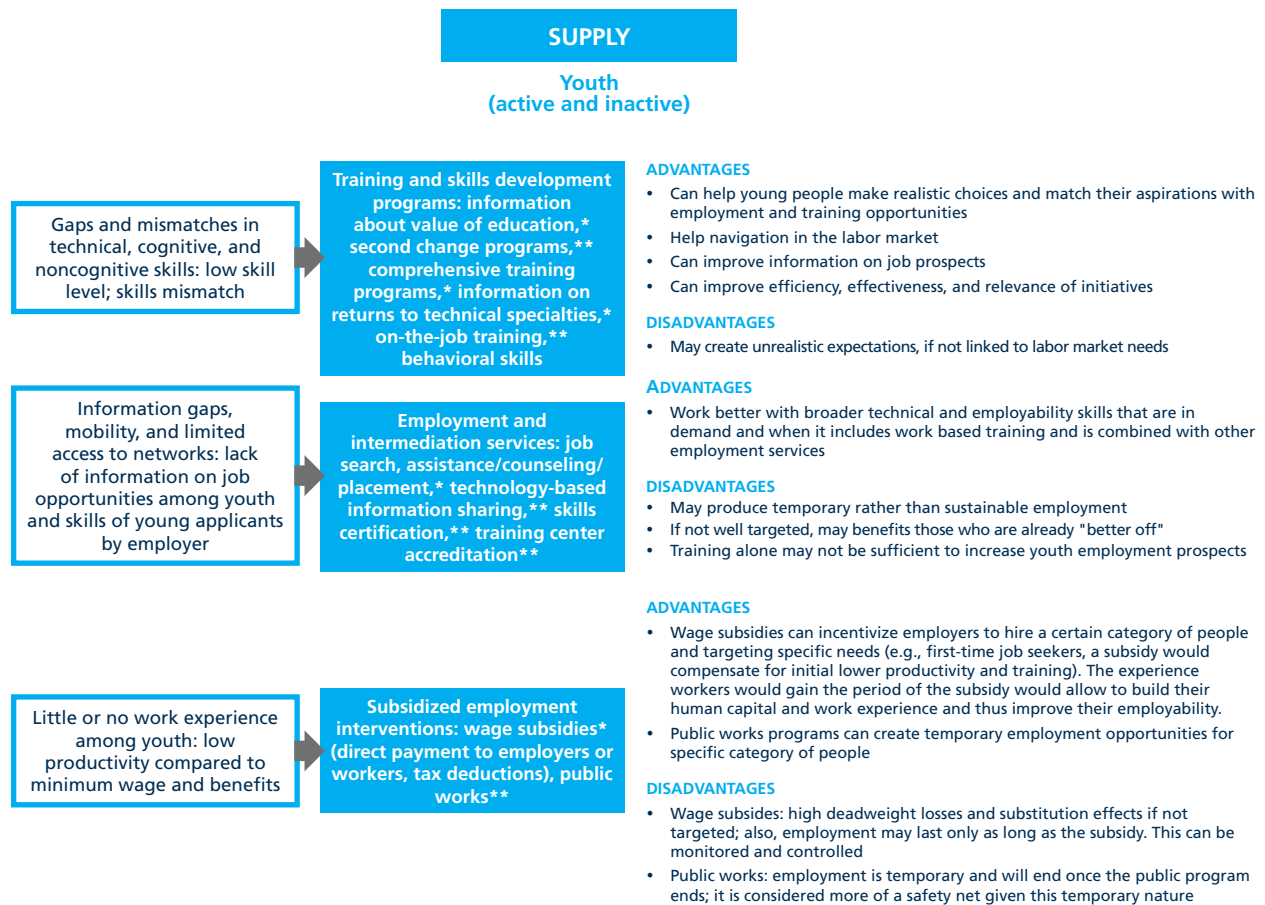 SUPPLY
Youth
(active and inactive)
Gaps and mismatches in
technical, cognitive, and
noncognitive skills: low skill
level; skills mismatch
Training and skills development
programs: information
about value of education,*
second change programs,**
comprehensive training
programs,* information on
returns to technical specialties,*
on-the-job training,**
behavioral skills
ADVANTAGES
• Can help young people make realistic choices and match their aspirations with
employment and training opportunities
• Help navigation in the labor market
• Can improve information on job prospects
• Can improve efficiency, effectiveness, and relevance of initiatives
DISADVANTAGES
• May create unrealistic expectations, if not linked to labor market needs
Information gaps,
mobility, and limited
access to networks: lack
of information on job
opportunities among youth
and skills of young applicants
by employer
Employment and
intermediation services: job
search, assistance/counseling/
placement,* technology-based
information sharing,** skills
certification,** training center
accreditation**
ADVANTAGES
• Work better with broader technical and employability skills that are in
demand and when it includes work based training and is combined with other
employment services
DISADVANTAGES
• May produce temporary rather than sustainable employment
• If not well targeted, may benefits those who are already "better off"
• Training alone may not be sufficient to increase youth employment prospects
Little or no work experience
among youth: low
productivity compared to
minimum wage and benefits
Subsidized employment
interventions: wage subsidies*
(direct payment to employers or
workers, tax deductions), public
works**
ADVANTAGES
• Wage subsidies can incentivize employers to hire a certain category of people
and targeting specific needs (e.g., first-time job seekers, a subsidy would
compensate for initial lower productivity and training). The experience
workers would gain the period of the subsidy would allow to build their
human capital and work experience and thus improve their employability.
• Public works programs can create temporary employment opportunities for
specific category of people
DISADVANTAGES
• Wage subsides: high deadweight losses and substitution effects if not
targeted; also, employment may last only as long as the subsidy. This can be
monitored and controlled
• Public works: employment is temporary and will end once the public program
ends; it is considered more of a safety net given this temporary nature